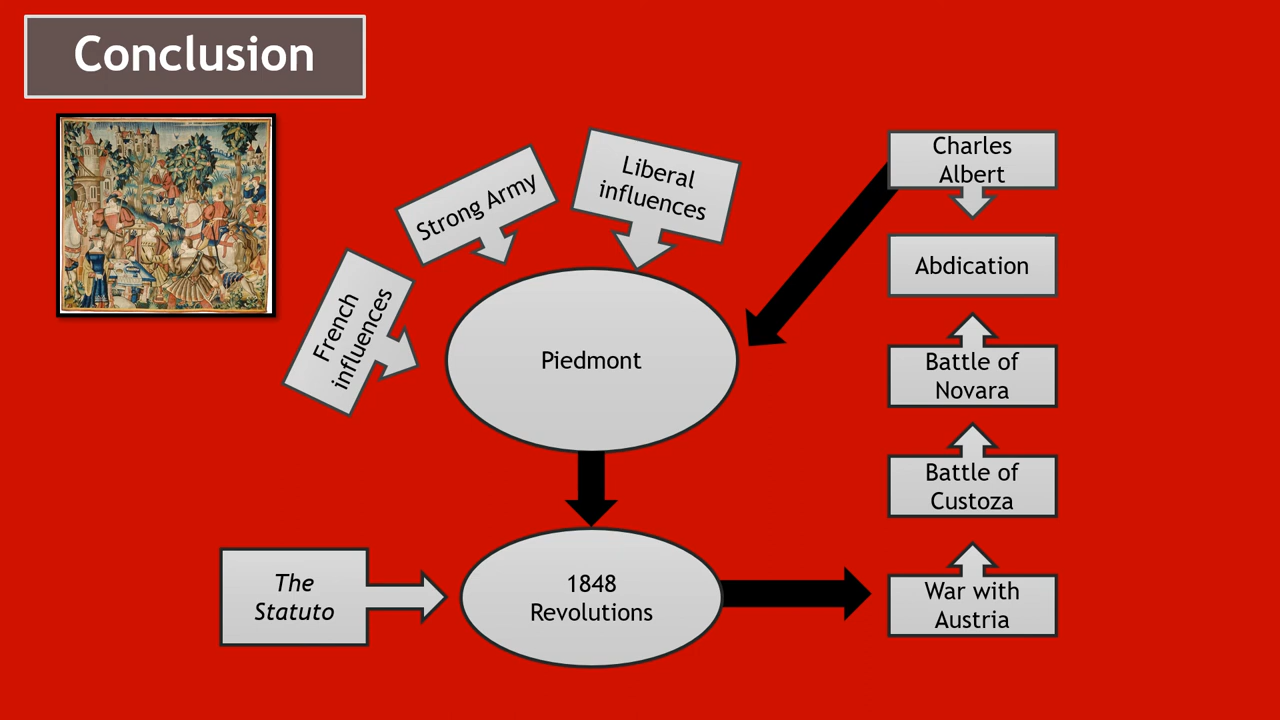 Conclusion
Liberal
influences
Strong Army
French
influences
Piedmont
Charles
Albert
Abdication
Battle of
Novara
Battle of
Custoza
War with
Austria
The
Statuto
1848
Revolutions